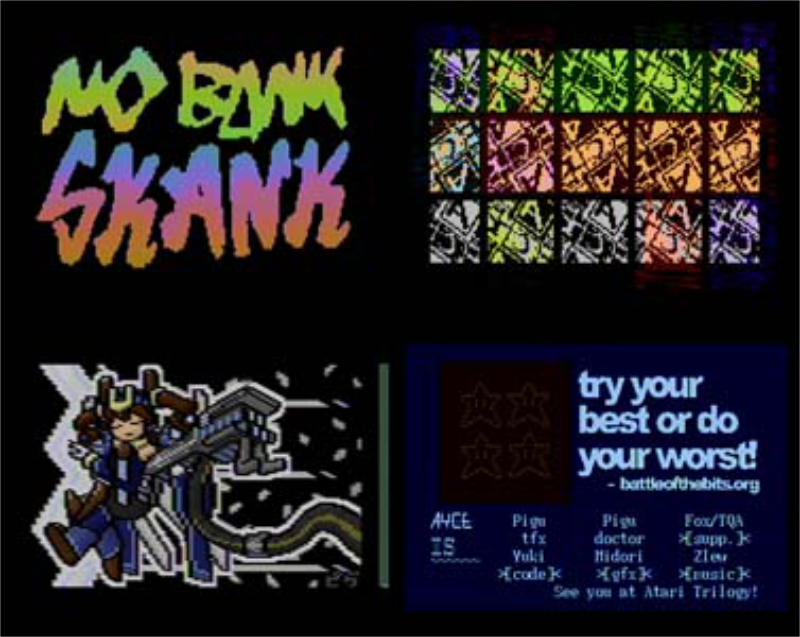 NO BANK
SKANK
try your
best or do
your worst!
- battleofthebits.org
AYCE Pigu Pigu Fox/TQA
IS tfx doctor >[supp.]<
Yuki Midori Zlew
>[code]< >[gfx]< >[music]<
See you at Atari Trilogy!